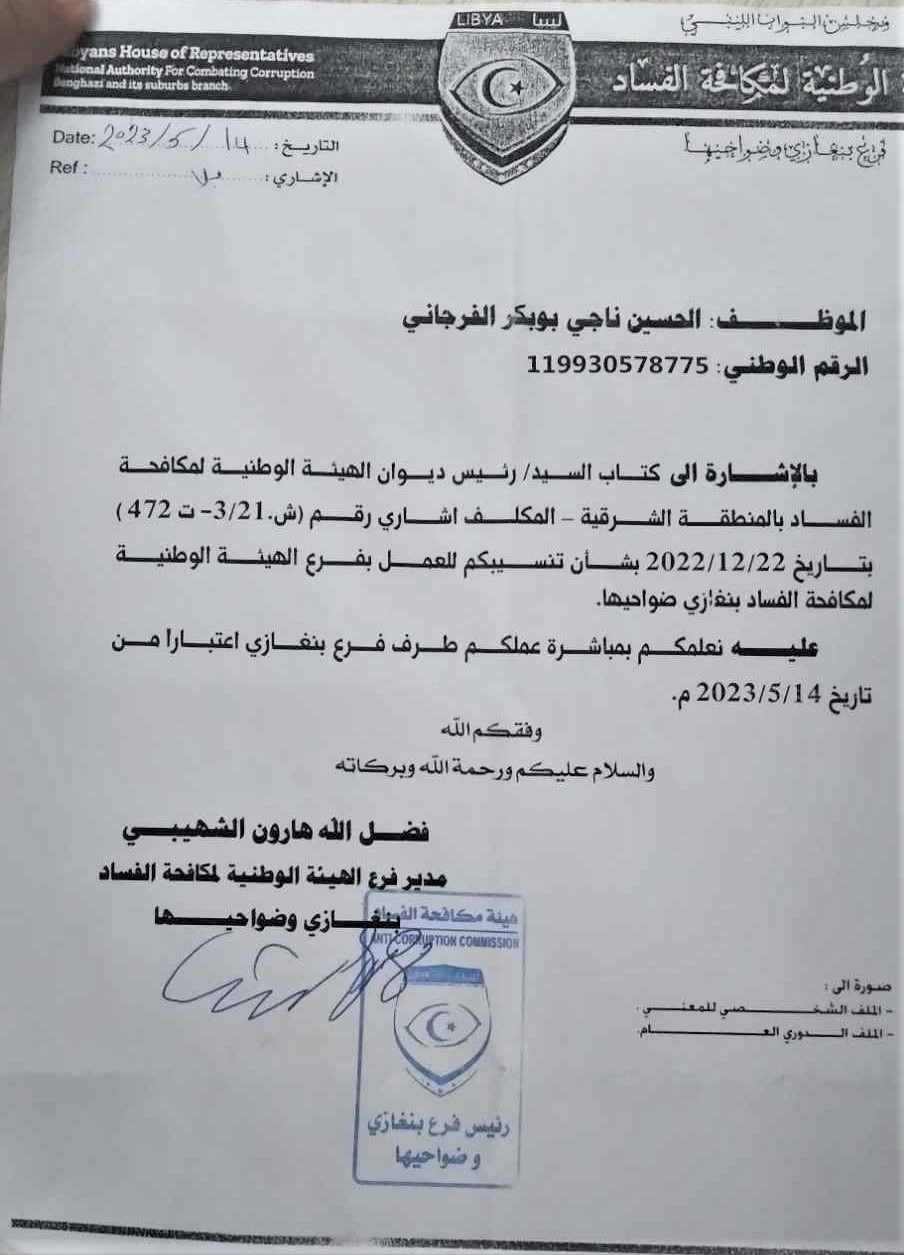 LIBYA ليبيا
مجلس النواب الليبي
Libyans House of Representatives
National Authority For Combating Corruption
Benghazi and its suburbs branch.
الوطنية لمكافحة الفساد
فرع بنغازي وضواحيها
Date: 2023/5/14 التاريخ:
Ref : الإشاري:
الموظف: الحسين ناجي بوبكر الفرجاني
الرقم الوطني: 119930578775
بالإشارة الى كتاب السيد/ رئيس ديوان الهيئة الوطنية لمكافحة
الفساد بالمنطقة الشرقية – المكلف اشاري رقم (ش.3/21- ت 472 )
بتاريخ 2022/12/22 بشأن تنسيبكم للعمل بفرع الهيئة الوطنية
لمكافحة الفساد بنغازي ضواحيها.
عليه نعلمكم بمباشرة عملكم طرف فرع بنغازي اعتباراً من
تاريخ 2023/5/14 م.
وفقكم الله
والسلام عليكم ورحمة الله وبركاته
فضل الله هارون الشهيبي
مدير فرع الهيئة الوطنية لمكافحة الفساد
بنغازي وضواحيها
هيئة مكافحة الفساد
ANTI-CORRUPTION COMMISSION
رئيس فرع بنغازي
و ضواحيها
صورة الى :
- الملف الشخصي للمعني .
- الملف الدوري العام.